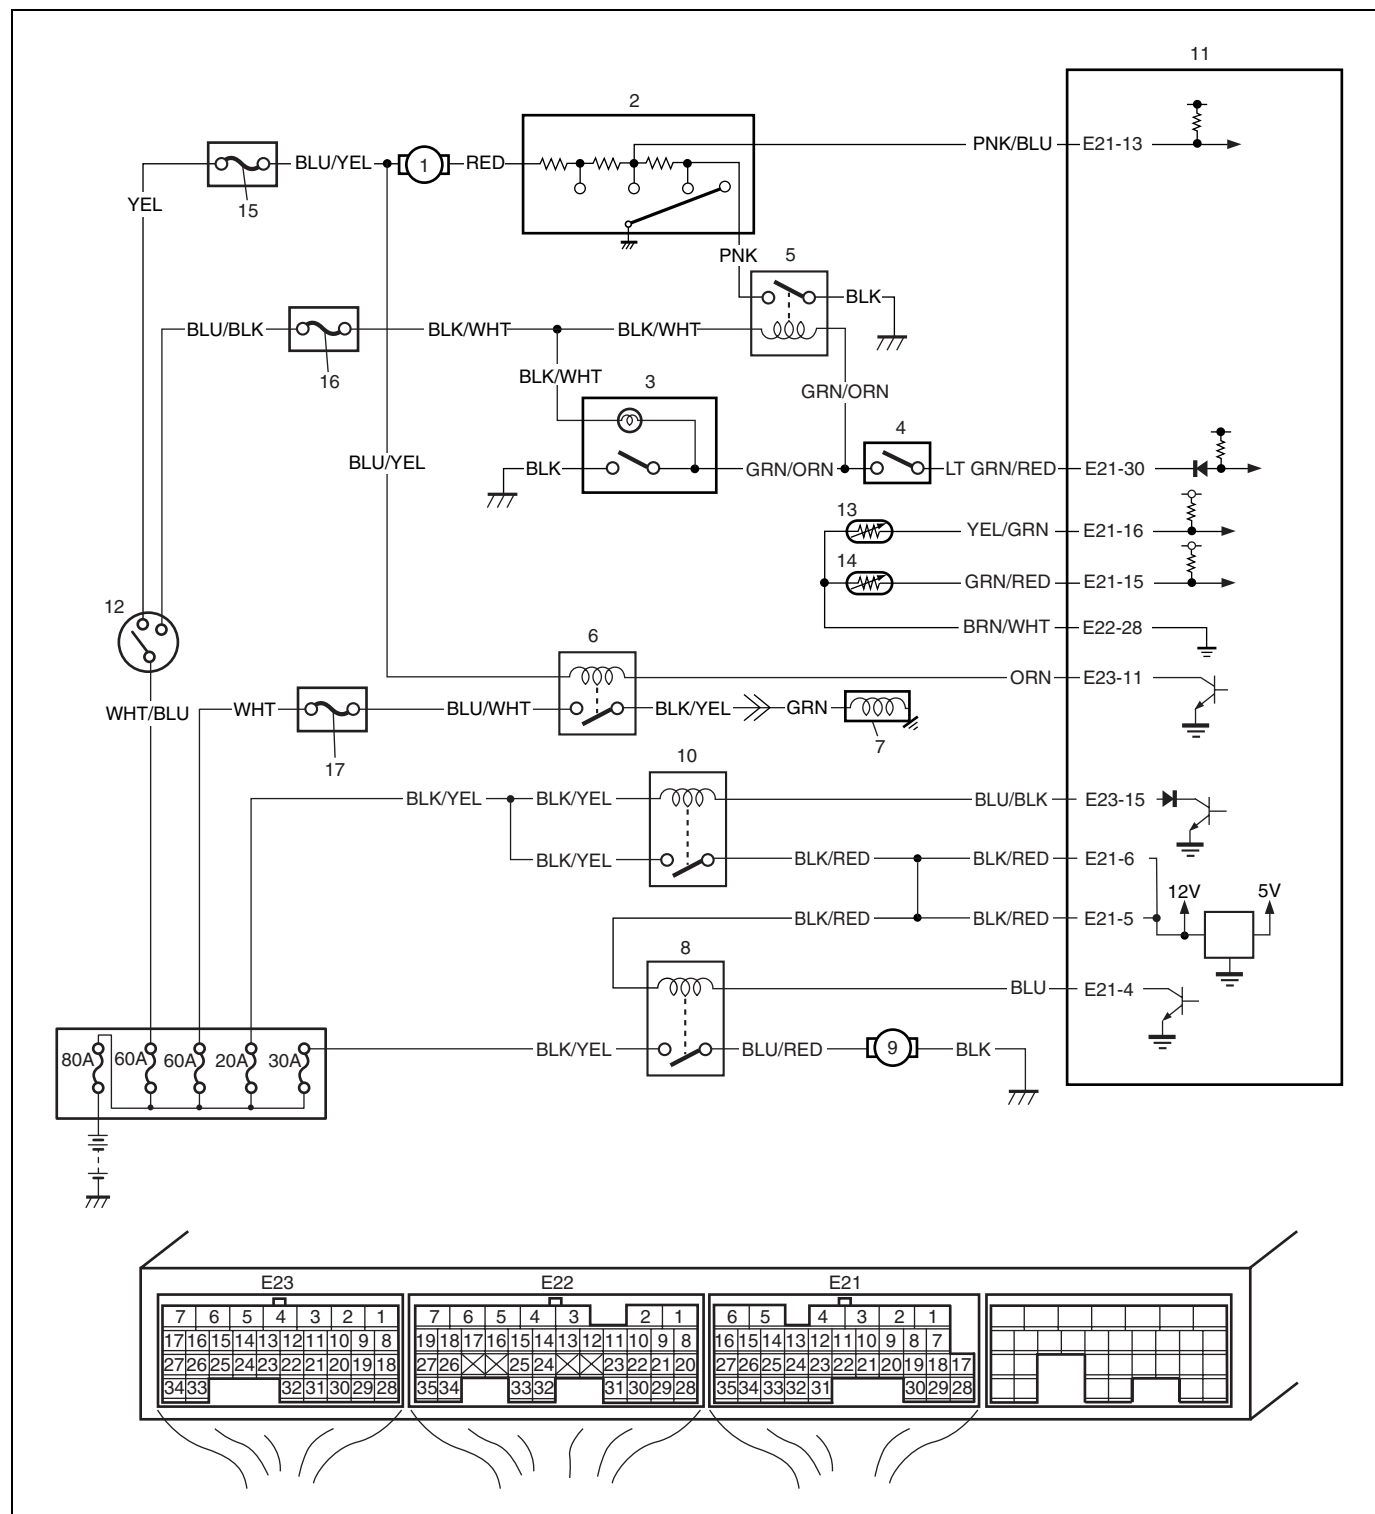 11
2
PNK/BLU E21-13
BLU/YEL 1 RED
15
YEL
PNK 5
BLK
BLU/BLK BLK/WHT BLK/WHT
16
BLK/WHT 3
GRN/ORN
4
BLU/YEL
BLK GRN/ORN LT GRN/RED E21-30
13
YEL/GRN E21-16
14
GRN/RED E21-15
12
BRN/WHT E22-28
6
ORN E23-11
WHT/BLU WHT BLU/WHT BLK/YEL GRN
17 7
10
BLK/YEL BLK/YEL BLU/BLK E23-15
BLK/YEL BLK/RED BLK/RED E21-6
12V 5V
BLK/RED BLK/RED E21-5
8
BLU E21-4
BLK/YEL BLU/RED 9 BLK
80A 60A 60A 20A 30A
E23 E22 E21
7 6 5 4 3 2 1 7 6 5 4 3 2 1 6 5 4 3 2 1
17 16 15 14 13 12 11 10 9 8 19 18 17 16 15 14 13 12 11 10 9 8 16 15 14 13 12 11 10 9 8 7
27 26 25 24 23 22 21 20 19 18 27 26 25 24 23 22 21 20 27 26 25 24 23 22 21 20 19 18 17
34 33 32 31 30 29 28 35 34 33 32 31 30 29 28 35 34 33 32 31 30 29 28